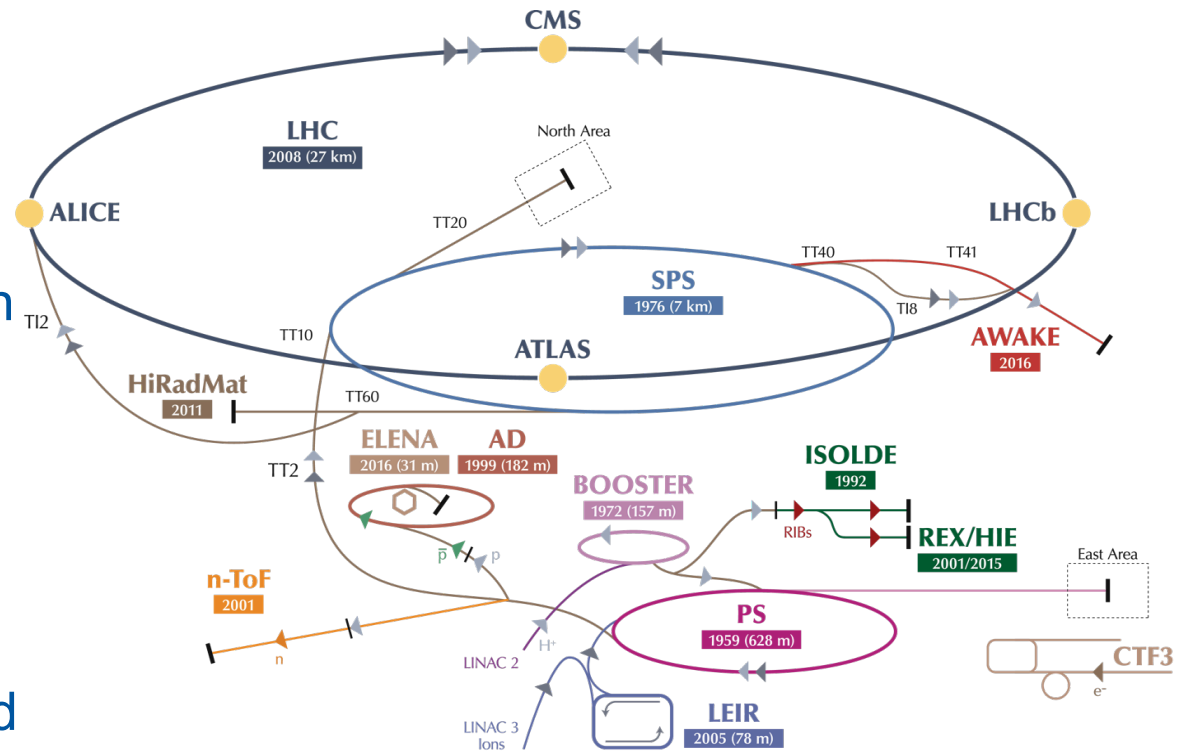 CMS
LHC
2008 (27 km)
North Area
ALICE
LHCb
TT20
TT40
TT41
SPS
1976 (7 km)
n
TI2
TT10
TI8
ATLAS
AWAKE
2016
HiRadMat
2011
TT60
ELENA
2016 (31 m)
AD
1999 (182 m)
TT2
ISOLDE
1992
BOOSTER
1972 (157 m)
RIBs
REX/HIE
2001/2015
p̅
p
East Area
n-ToF
2001
PS
1959 (628 m)
n
H+
LINAC 2
CTF3
e-
d
LEIR
2005 (78 m)
LINAC 3
Ions